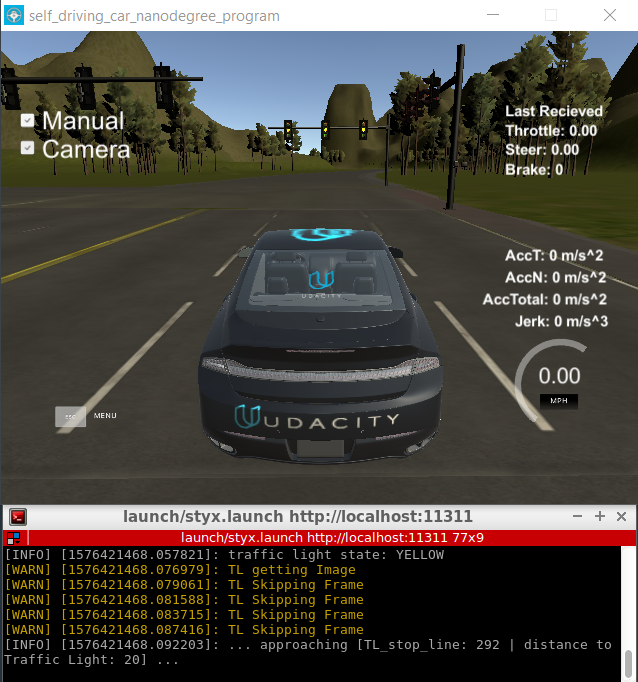 self_driving_car_nanodegree_program
Manual
Camera
Last Recieved
Throttle: 0.00
Steer: 0.00
Brake: 0
AccT: 0 m/s^2
AccN: 0 m/s^2
AccTotal: 0 m/s^2
Jerk: 0 m/s^3
0.00
MPH
UDACITY
esc
MENU
UDACITY
launch/styx.launch http://localhost:11311
launch/styx.launch http://localhost:11311 77x9
[INFO] [1576421468.057821]: traffic light state: YELLOW
[WARN] [1576421468.076979]: TL getting Image
[WARN] [1576421468.079061]: TL Skipping Frame
[WARN] [1576421468.081588]: TL Skipping Frame
[WARN] [1576421468.083715]: TL Skipping Frame
[WARN] [1576421468.087416]: TL Skipping Frame
[INFO] [1576421468.092203]: ... approaching [TL_stop_line: 292 | distance to
Traffic Light: 20] ...